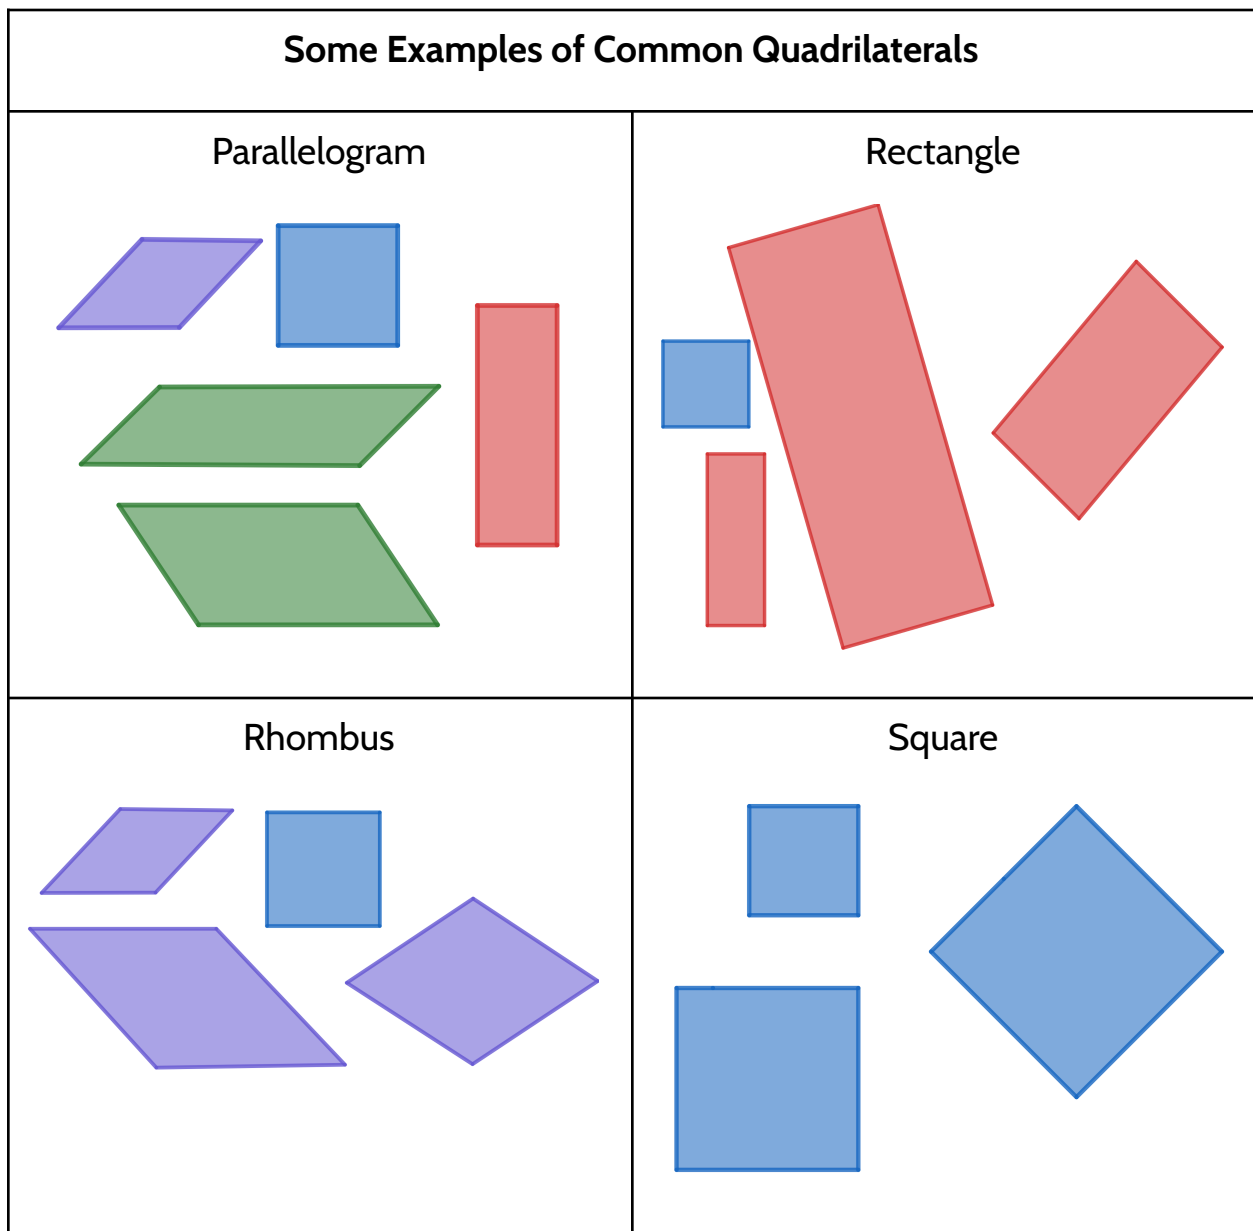 Some Examples of Common Quadrilaterals
Parallelogram
Rectangle
Rhombus
Square